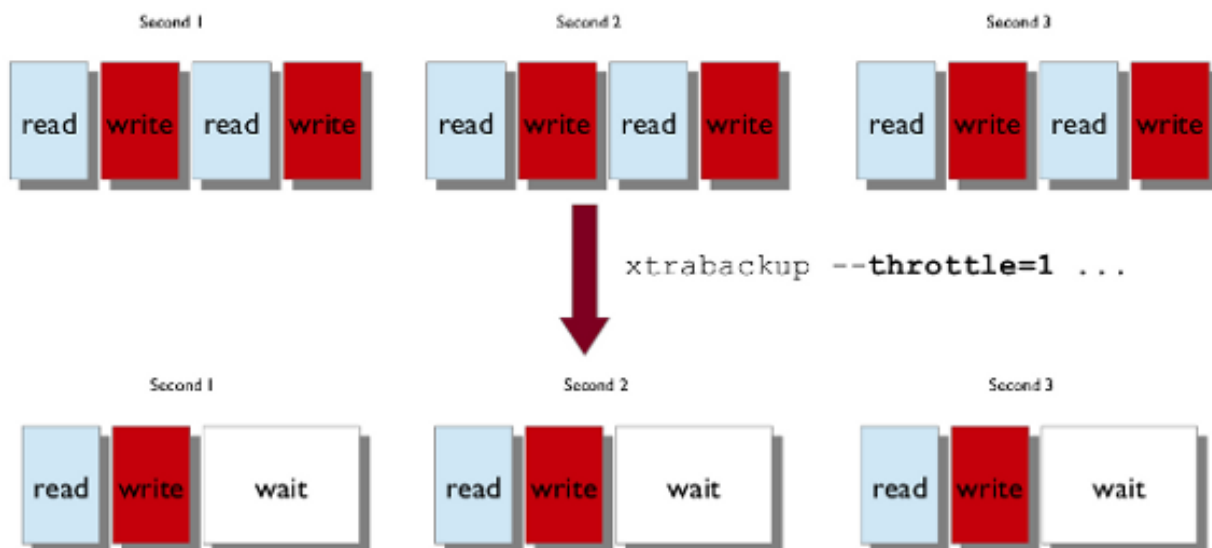 Second 1 Second 2 Second 3
read write read write read write read write read write read write
xtrabackup --throttle=1 ...
Second 1 Second 2 Second 3
read write wait read write wait read write wait